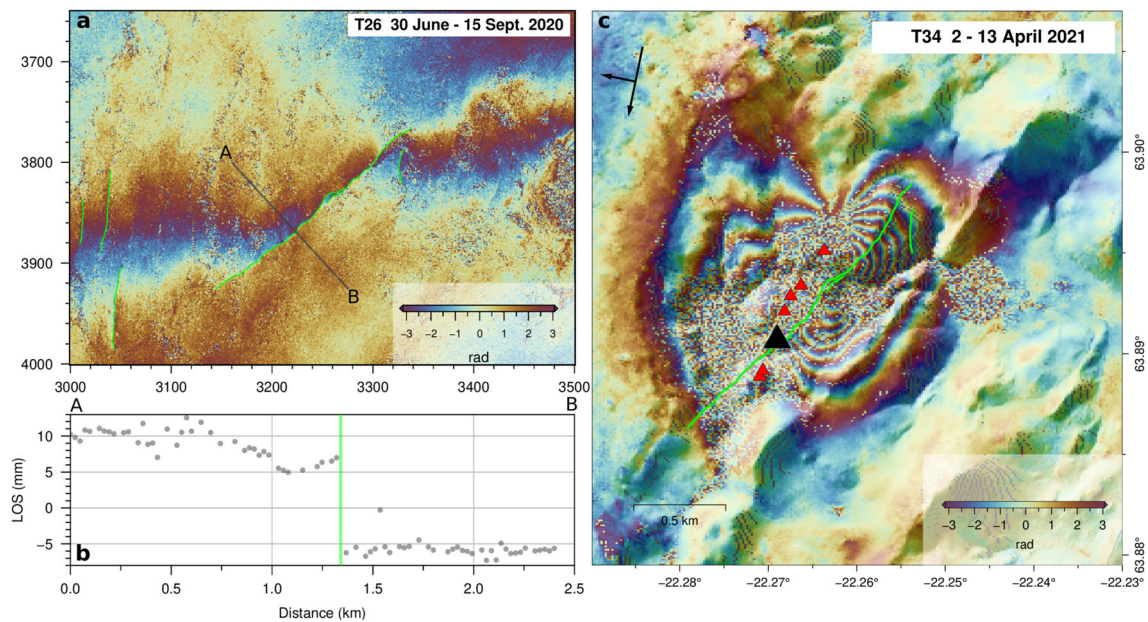 a
T26 30 June - 15 Sept. 2020
3700
3800
3900
4000
A
B
−3 −2 −1 0 1 2 3
rad
3000 3100 3200 3300 3400 3500
A B
10
5
0
−5
LOS (mm)
b
0.0 0.5 1.0 1.5 2.0 2.5
Distance (km)
c
T34 2 - 13 April 2021
63.90°
63.89°
63.88°
0.5 km
−3 −2 −1 0 1 2 3
rad
−22.28° −22.27° −22.26° −22.25° −22.24° −22.23°